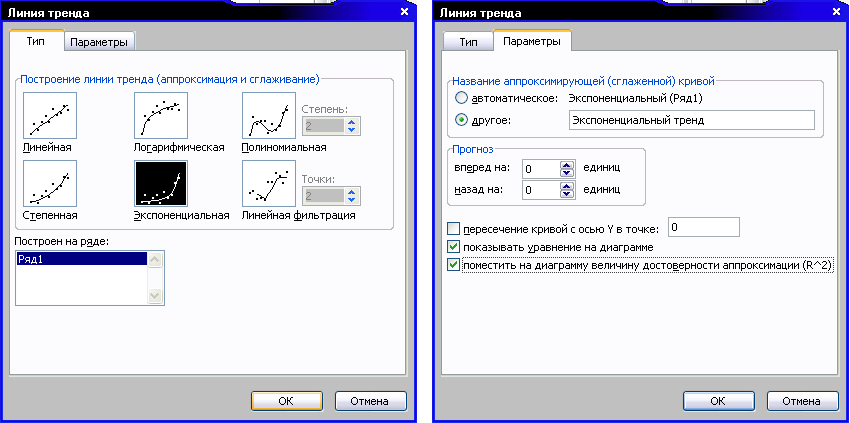 Линия тренда
Тип Параметры
Построение линии тренда (аппроксимация и сглаживание)
Степень:
2
Линейная Логарифмическая Полиномиальная
Точки:
2
Степенная Экспоненциальная Линейная фильтрация
Построен на ряде:
Ряд1
OK Отмена
Линия тренда
Тип Параметры
Название аппроксимирующей (сглаженной) кривой
автоматическое: Экспоненциальный (Ряд1)
другое: Экспоненциальный тренд
Прогноз
вперед на: 0 единиц
назад на: 0 единиц
пересечение кривой с осью Y в точке: 0
показывать уравнение на диаграмме
поместить на диаграмму величину достоверности аппроксимации (R^2)
OK Отмена